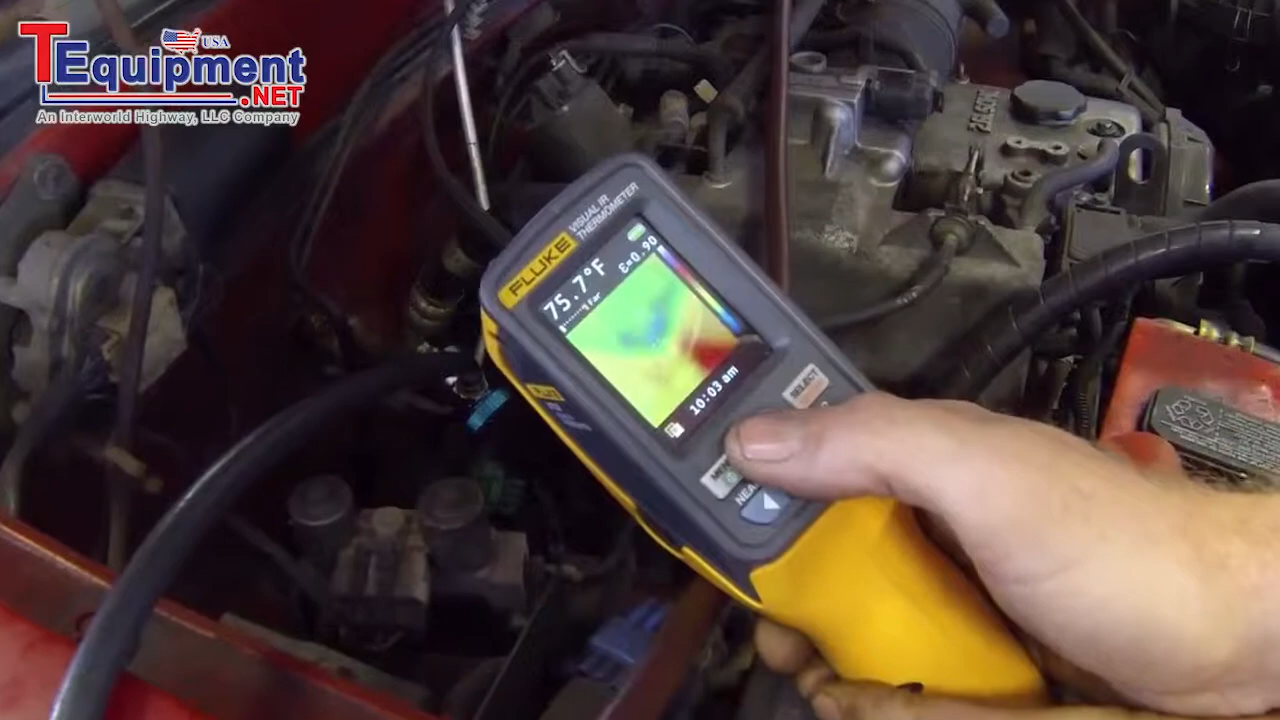 TEquipment
USA
.NET
An Interworld Highway, LLC Company
FLUKE
VISUAL IR
THERMOMETER
75.7°F
ε=0.90
Far
10:03 am
SELECT